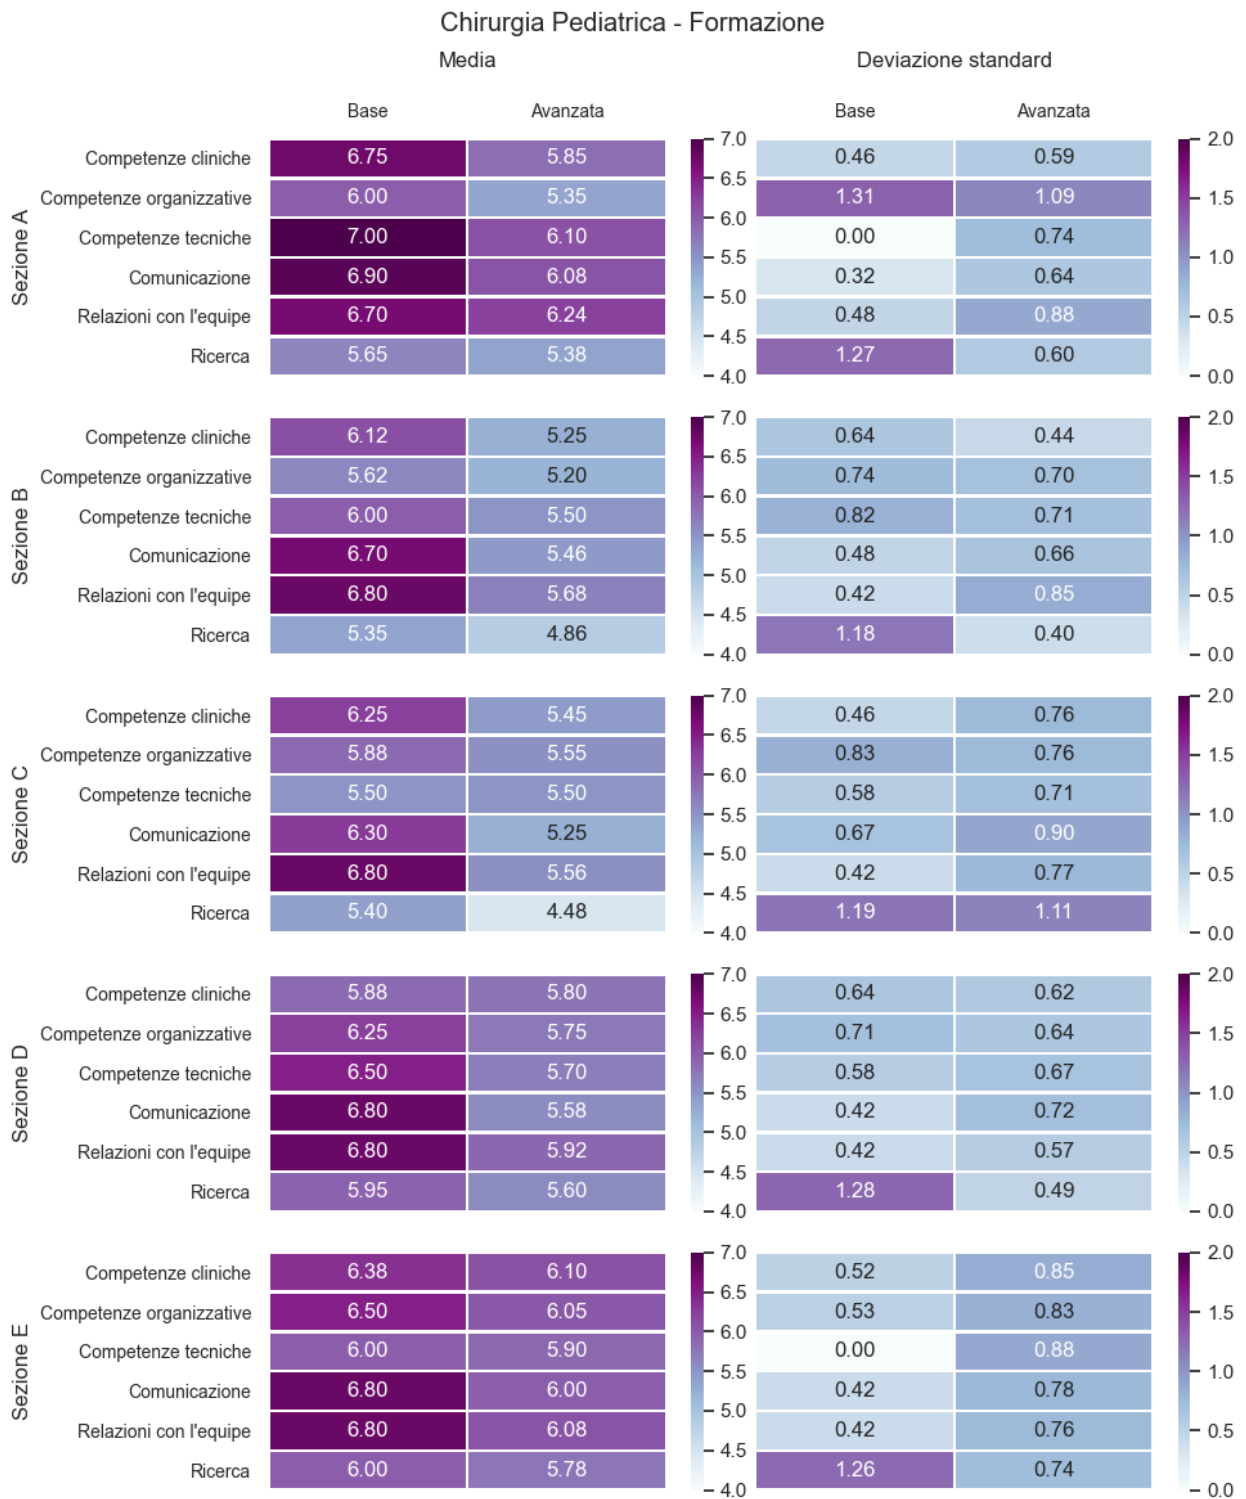 Chirurgia Pediatrica - Formazione
Media Deviazione standard
Base Avanzata Base Avanzata
Sezione A
Competenze cliniche 6.75 5.85 0.46 0.59
Competenze organizzative 6.00 5.35 1.31 1.09
Competenze tecniche 7.00 6.10 0.00 0.74
Comunicazione 6.90 6.08 0.32 0.64
Relazioni con l'equipe 6.70 6.24 0.48 0.88
Ricerca 5.65 5.38 1.27 0.60
7.0 2.0
6.5 1.5
6.0 1.0
5.5 0.5
5.0 0.0
4.5
4.0
Sezione B
Competenze cliniche 6.12 5.25 0.64 0.44
Competenze organizzative 5.62 5.20 0.74 0.70
Competenze tecniche 6.00 5.50 0.82 0.71
Comunicazione 6.70 5.46 0.48 0.66
Relazioni con l'equipe 6.80 5.68 0.42 0.85
Ricerca 5.35 4.86 1.18 0.40
7.0 2.0
6.5 1.5
6.0 1.0
5.5 0.5
5.0 0.0
4.5
4.0
Sezione C
Competenze cliniche 6.25 5.45 0.46 0.76
Competenze organizzative 5.88 5.55 0.83 0.76
Competenze tecniche 5.50 5.50 0.58 0.71
Comunicazione 6.30 5.25 0.67 0.90
Relazioni con l'equipe 6.80 5.56 0.42 0.77
Ricerca 5.40 4.48 1.19 1.11
7.0 2.0
6.5 1.5
6.0 1.0
5.5 0.5
5.0 0.0
4.5
4.0
Sezione D
Competenze cliniche 5.88 5.80 0.64 0.62
Competenze organizzative 6.25 5.75 0.71 0.64
Competenze tecniche 6.50 5.70 0.58 0.67
Comunicazione 6.80 5.58 0.42 0.72
Relazioni con l'equipe 6.80 5.92 0.42 0.57
Ricerca 5.95 5.60 1.28 0.49
7.0 2.0
6.5 1.5
6.0 1.0
5.5 0.5
5.0 0.0
4.5
4.0
Sezione E
Competenze cliniche 6.38 6.10 0.52 0.85
Competenze organizzative 6.50 6.05 0.53 0.83
Competenze tecniche 6.00 5.90 0.00 0.88
Comunicazione 6.80 6.00 0.42 0.78
Relazioni con l'equipe 6.80 6.08 0.42 0.76
Ricerca 6.00 5.78 1.26 0.74
7.0 2.0
6.5 1.5
6.0 1.0
5.5 0.5
5.0 0.0
4.5
4.0